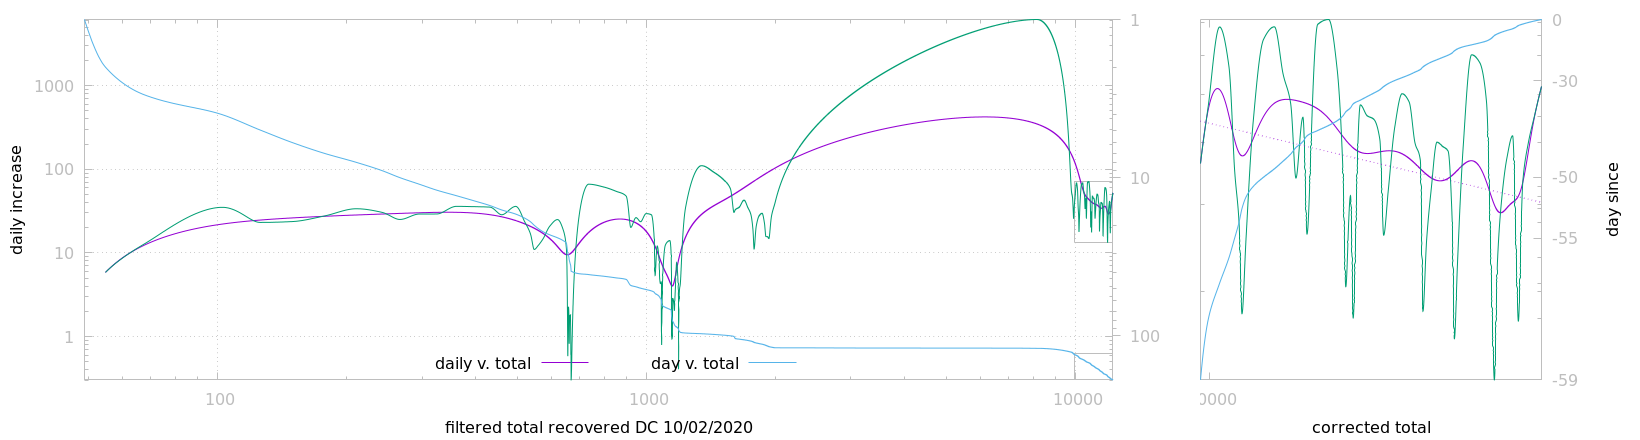 daily increase
1000
100
10
1
100
1000
10000
1
10
100
daily v. total
day v. total
filtered total recovered DC 10/02/2020
0
-30
-50
-55
-59
0000
day since
corrected total